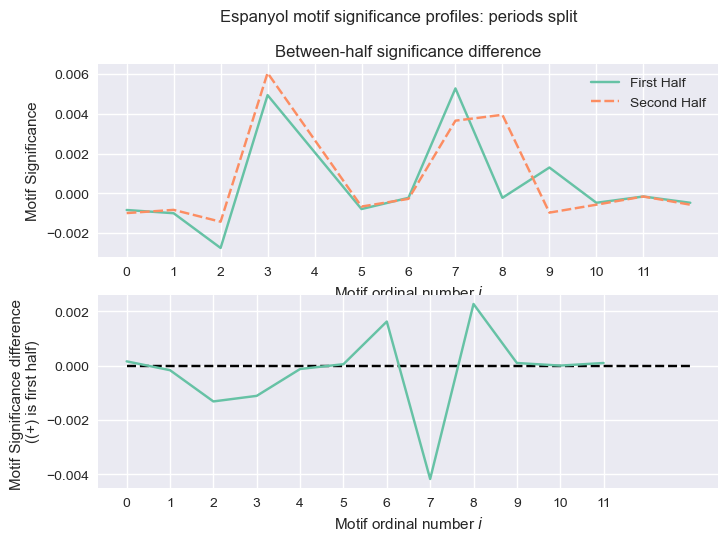 Espanyol motif significance profiles: periods split
Between-half significance difference
First Half
Second Half
Motif Significance
0.006
0.004
0.002
0.000
−0.002
0 1 2 3 4 5 6 7 8 9 10 11
Motif ordinal number i
Motif Significance difference
((+) is first half)
0.002
0.000
−0.002
−0.004
0 1 2 3 4 5 6 7 8 9 10 11
Motif ordinal number i